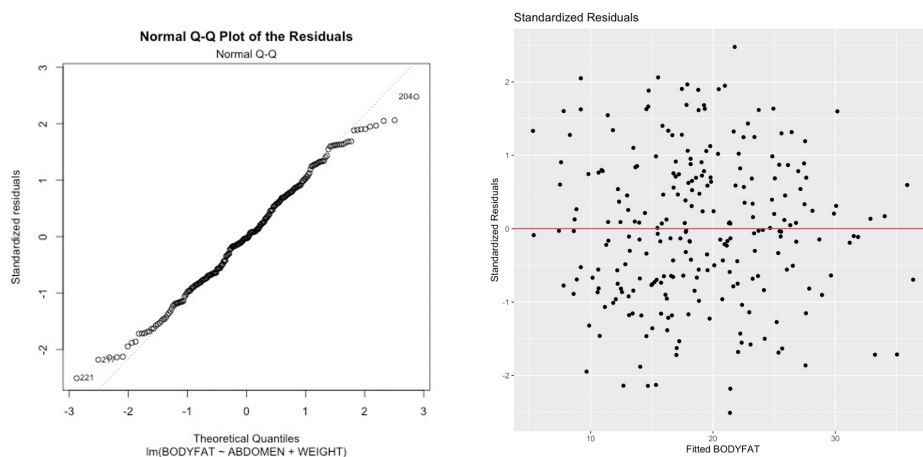 Normal Q-Q Plot of the Residuals
Normal Q-Q
Standardized residuals
3
2
1
0
-1
-2
204
221
-3
-2
-1
0
1
2
3
Theoretical Quantiles
lm(BODYFAT ~ ABDOMEN + WEIGHT)
Standardized Residuals
Standardized Residuals
2
1
0
-1
-2
10
20
30
Fitted BODYFAT